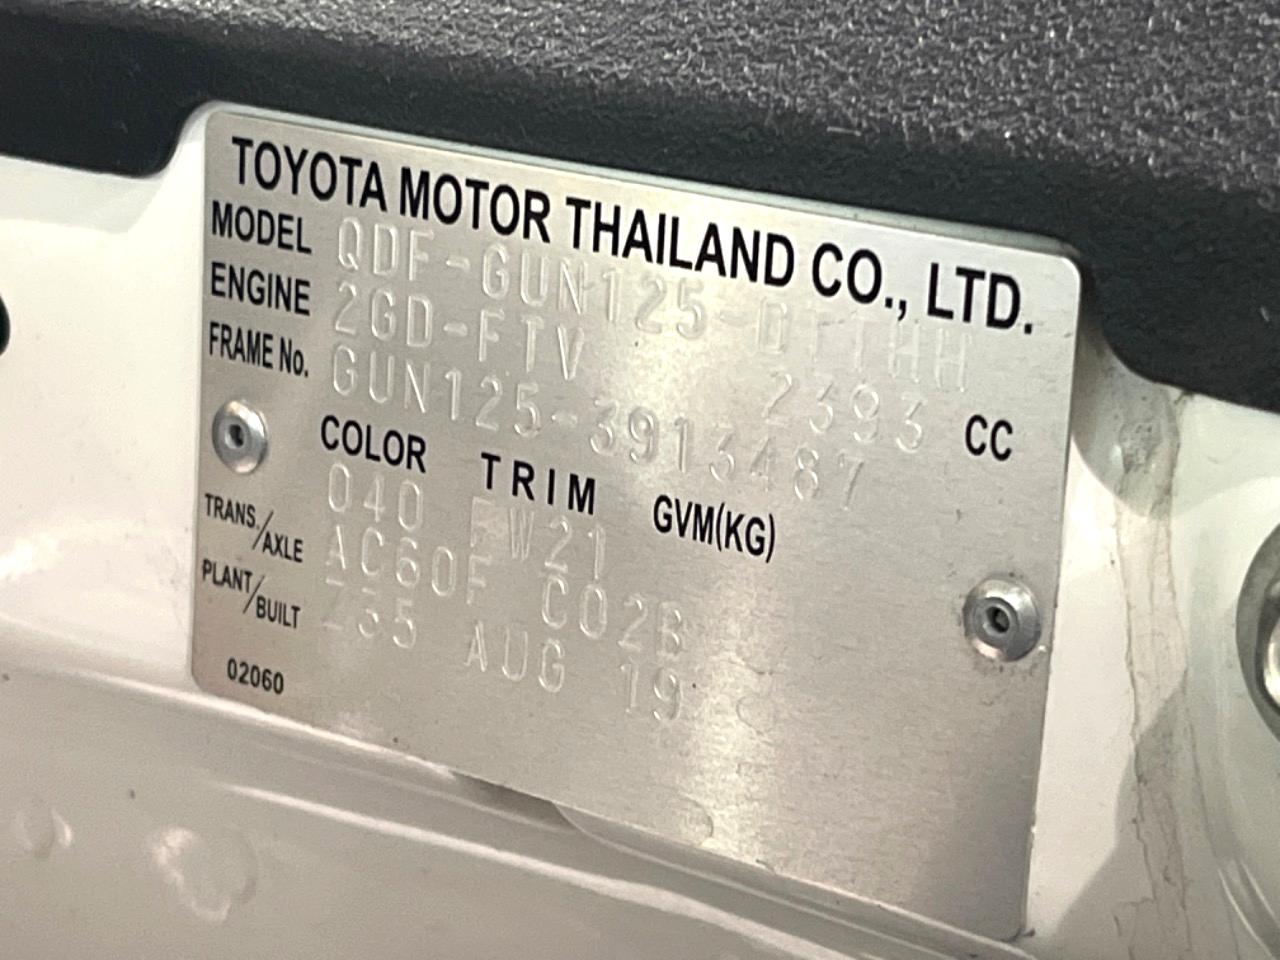 TOYOTA MOTOR THAILAND CO., LTD.
MODEL QDF-GUN125-DTTHH
ENGINE 2GD-FTV 2393 CC
FRAME No. GUN125-3913487
COLOR TRIM GVM(KG)
040 FW21
TRANS./AXLE AC60F C02B
PLANT/BUILT Z35 AUG 19
02060